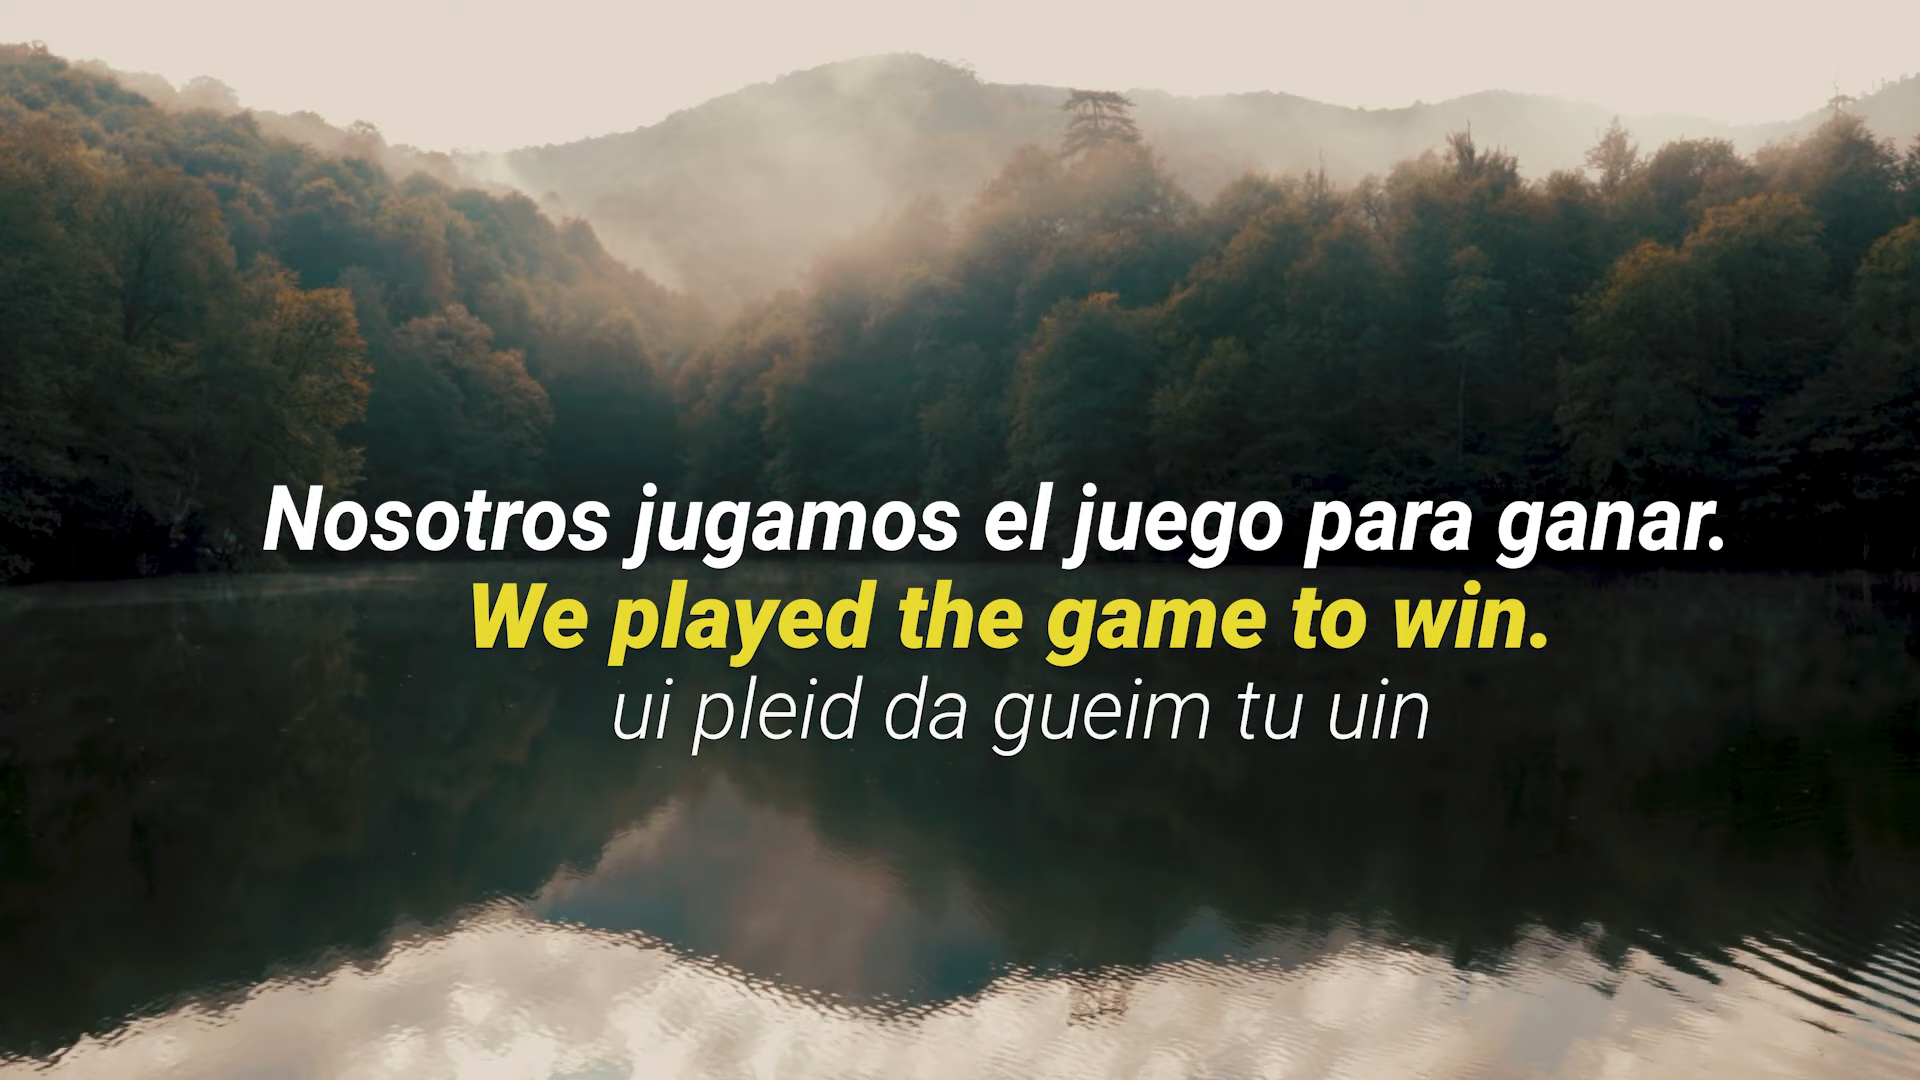 Nosotros jugamos el juego para ganar.
We played the game to win.
ui pleid da gueim tu uin